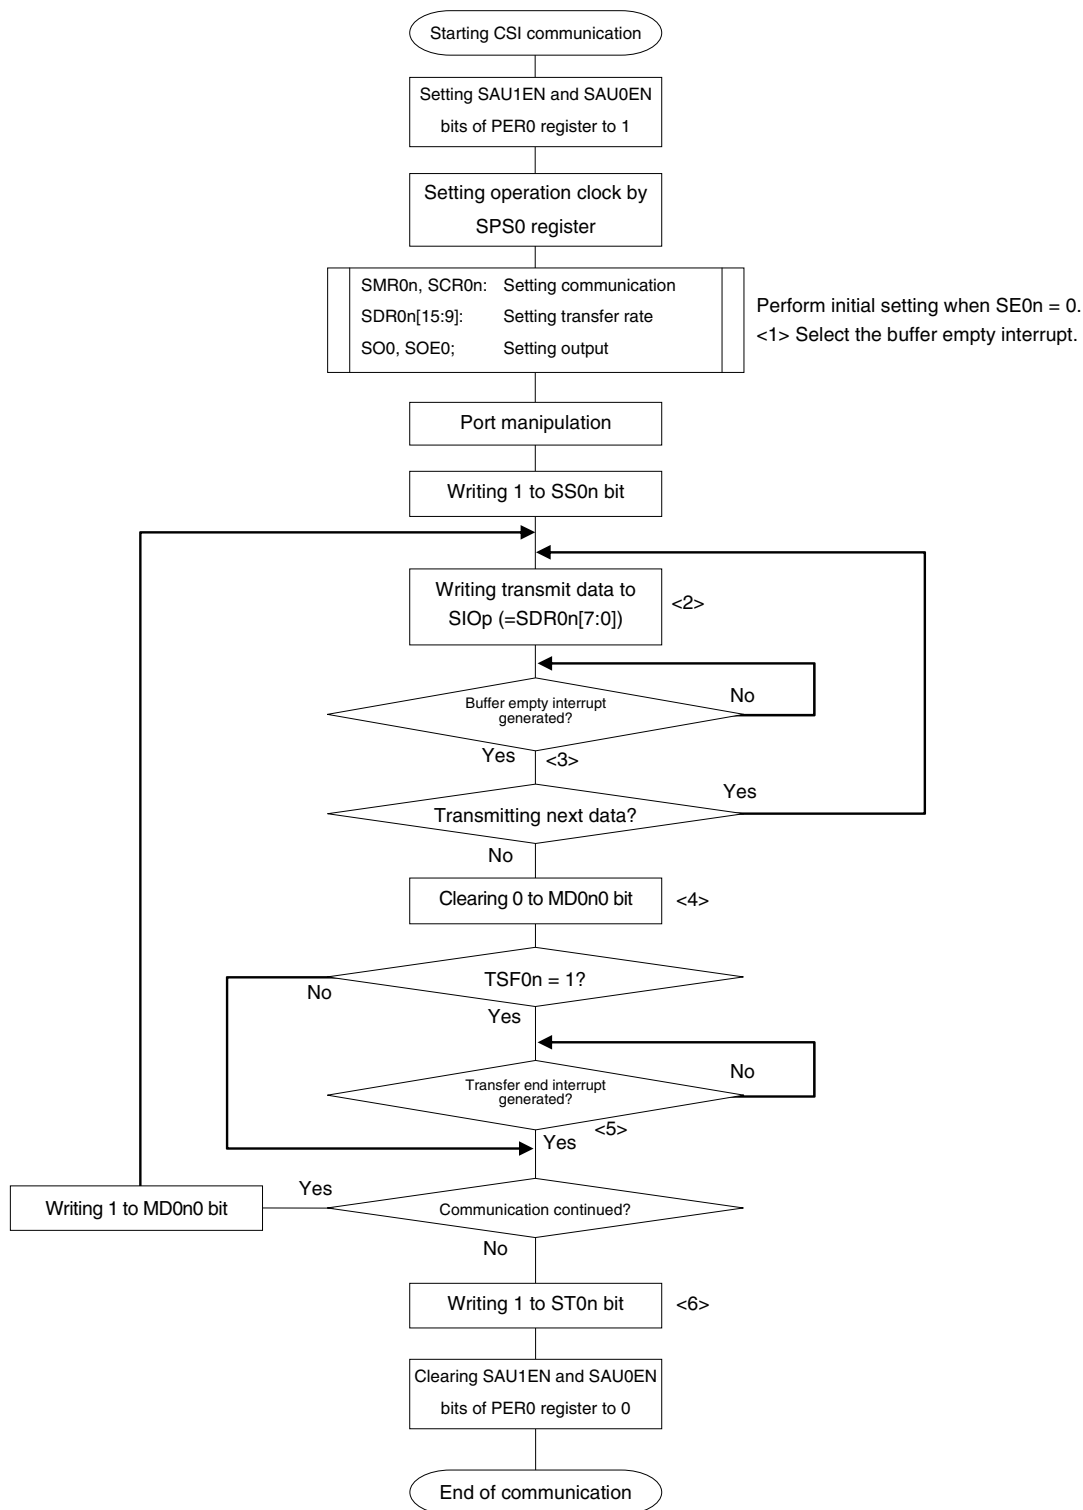 Starting CSI communication
Setting SAU1EN and SAU0EN
bits of PER0 register to 1
Setting operation clock by
SPS0 register
SMR0n, SCR0n: Setting communication
SDR0n[15:9]: Setting transfer rate
SO0, SOE0; Setting output
Perform initial setting when SE0n = 0.
<1> Select the buffer empty interrupt.
Port manipulation
Writing 1 to SS0n bit
Writing transmit data to
SIOp (=SDR0n[7:0])
<2>
Buffer empty interrupt
generated?
No
Yes
<3>
Transmitting next data?
Yes
No
Clearing 0 to MD0n0 bit
<4>
TSF0n = 1?
No
Yes
Transfer end interrupt
generated?
No
Yes
<5>
Communication continued?
Yes
Writing 1 to MD0n0 bit
No
Writing 1 to ST0n bit
<6>
Clearing SAU1EN and SAU0EN
bits of PER0 register to 0
End of communication